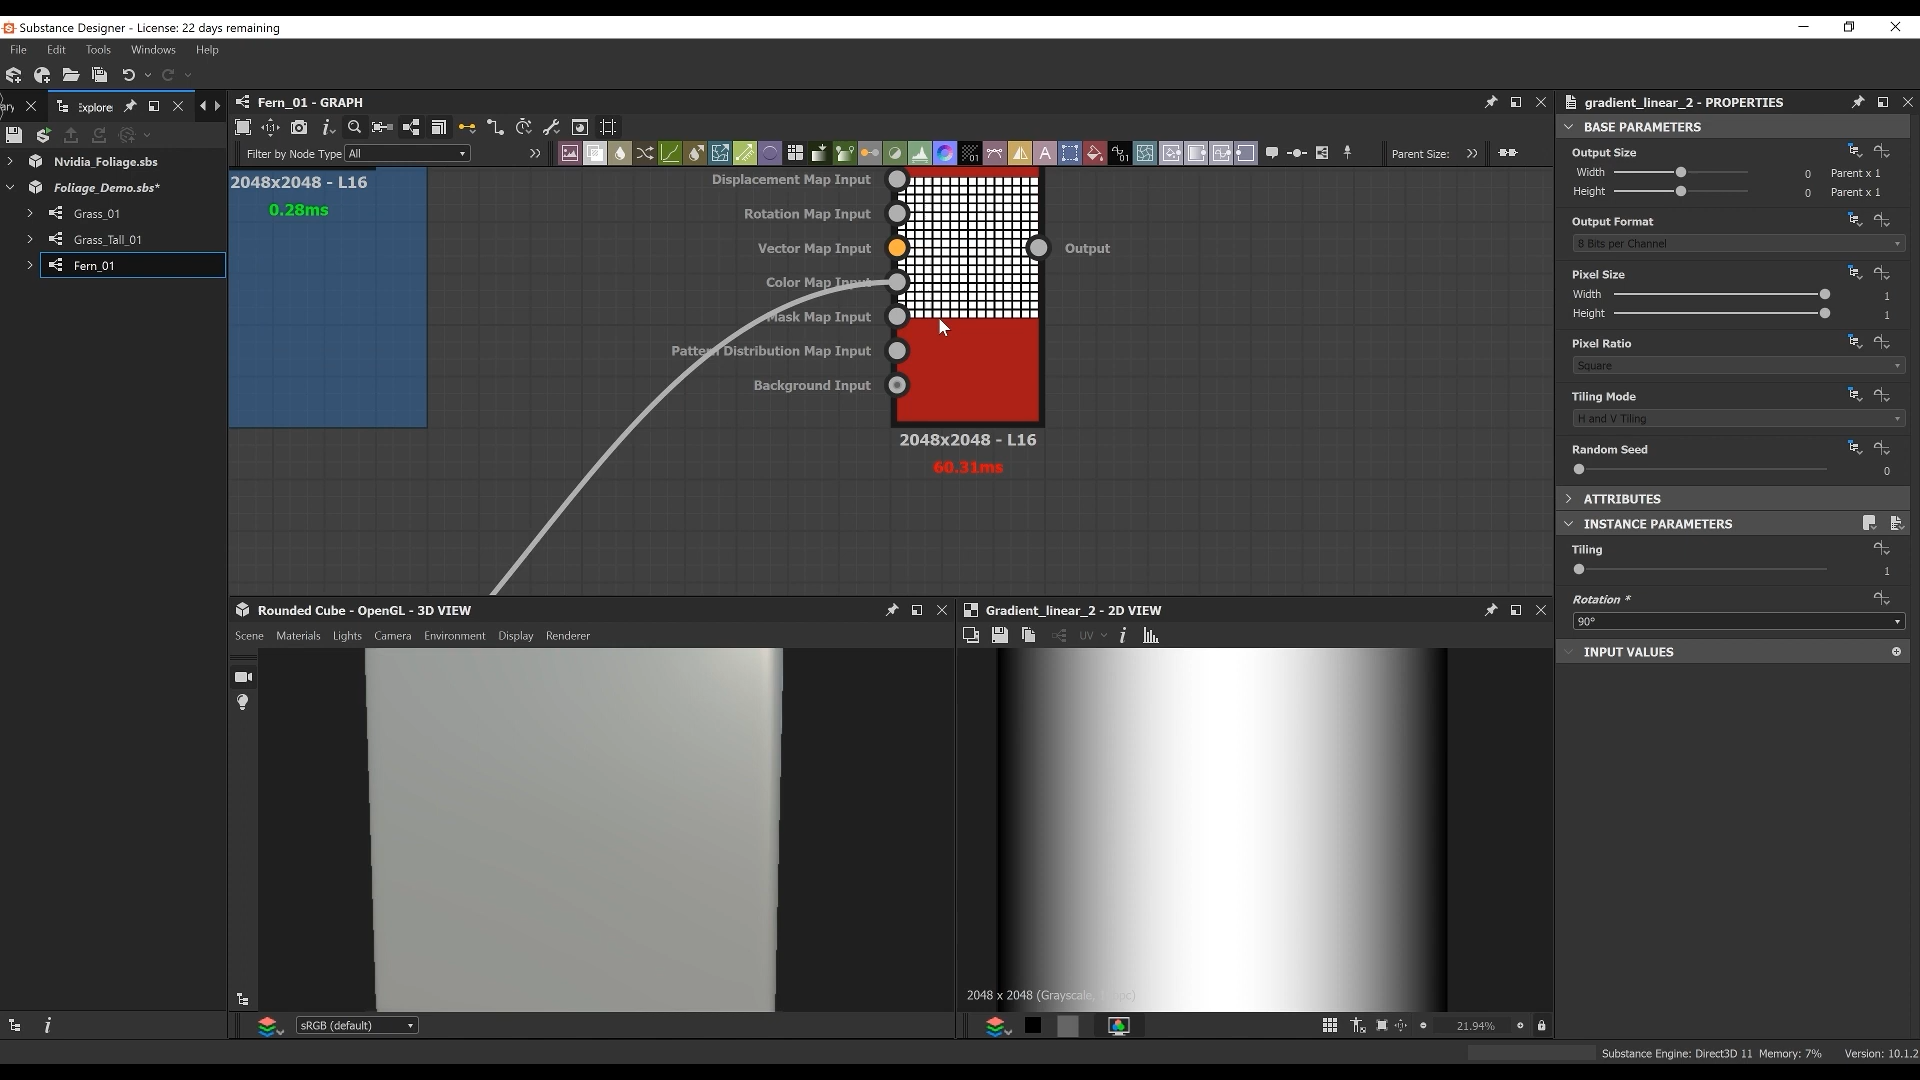 Substance Designer - License: 22 days remaining
File Edit Tools Windows Help
Explore
Fern_01 - GRAPH
gradient_linear_2 - PROPERTIES
Filter by Node Type All
Parent Size:
Nvidia_Foliage.sbs
Foliage_Demo.sbs*
Grass_01
Grass_Tall_01
Fern_01
2048x2048 - L16
0.28ms
Displacement Map Input
Rotation Map Input
Vector Map Input
Color Map Input
Mask Map Input
Pattern Distribution Map Input
Background Input
Output
2048x2048 - L16
60.31ms
BASE PARAMETERS
Output Size
Width 0 Parent x 1
Height 0 Parent x 1
Output Format
8 Bits per Channel
Pixel Size
Width 1
Height 1
Pixel Ratio
Square
Tiling Mode
H and V Tiling
Random Seed
0
ATTRIBUTES
INSTANCE PARAMETERS
Tiling
1
Rotation *
90°
INPUT VALUES
Rounded Cube - OpenGL - 3D VIEW
Scene Materials Lights Camera Environment Display Renderer
sRGB (default)
Gradient_linear_2 - 2D VIEW
UV
2048 x 2048 (Grayscale,
21.94%
Substance Engine: Direct3D 11 Memory: 7% Version: 10.1.2